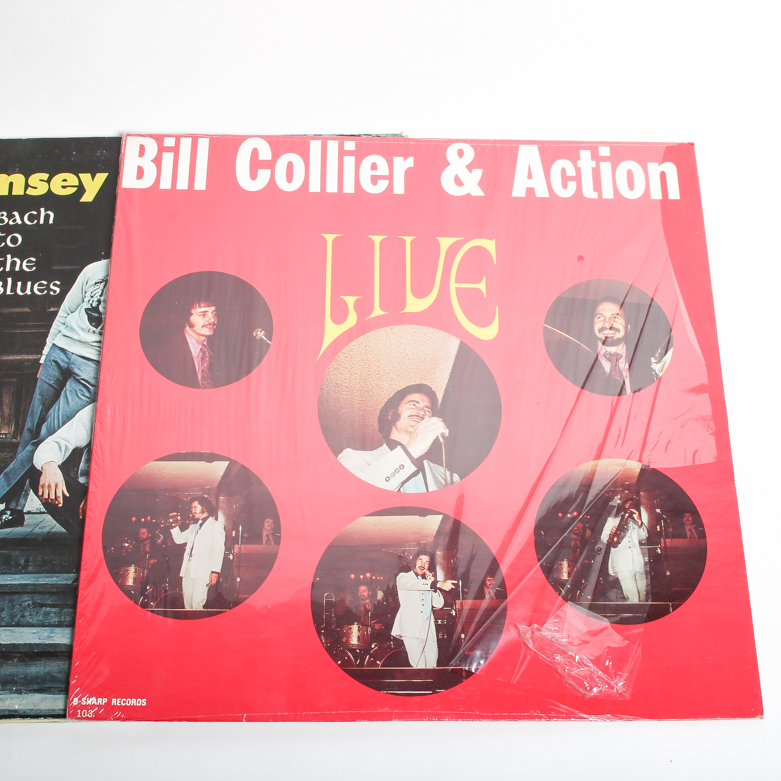 Bill Collier & Action
LIVE
msey
BACH
TO
the
BLUES
B-SHARP RECORDS
103